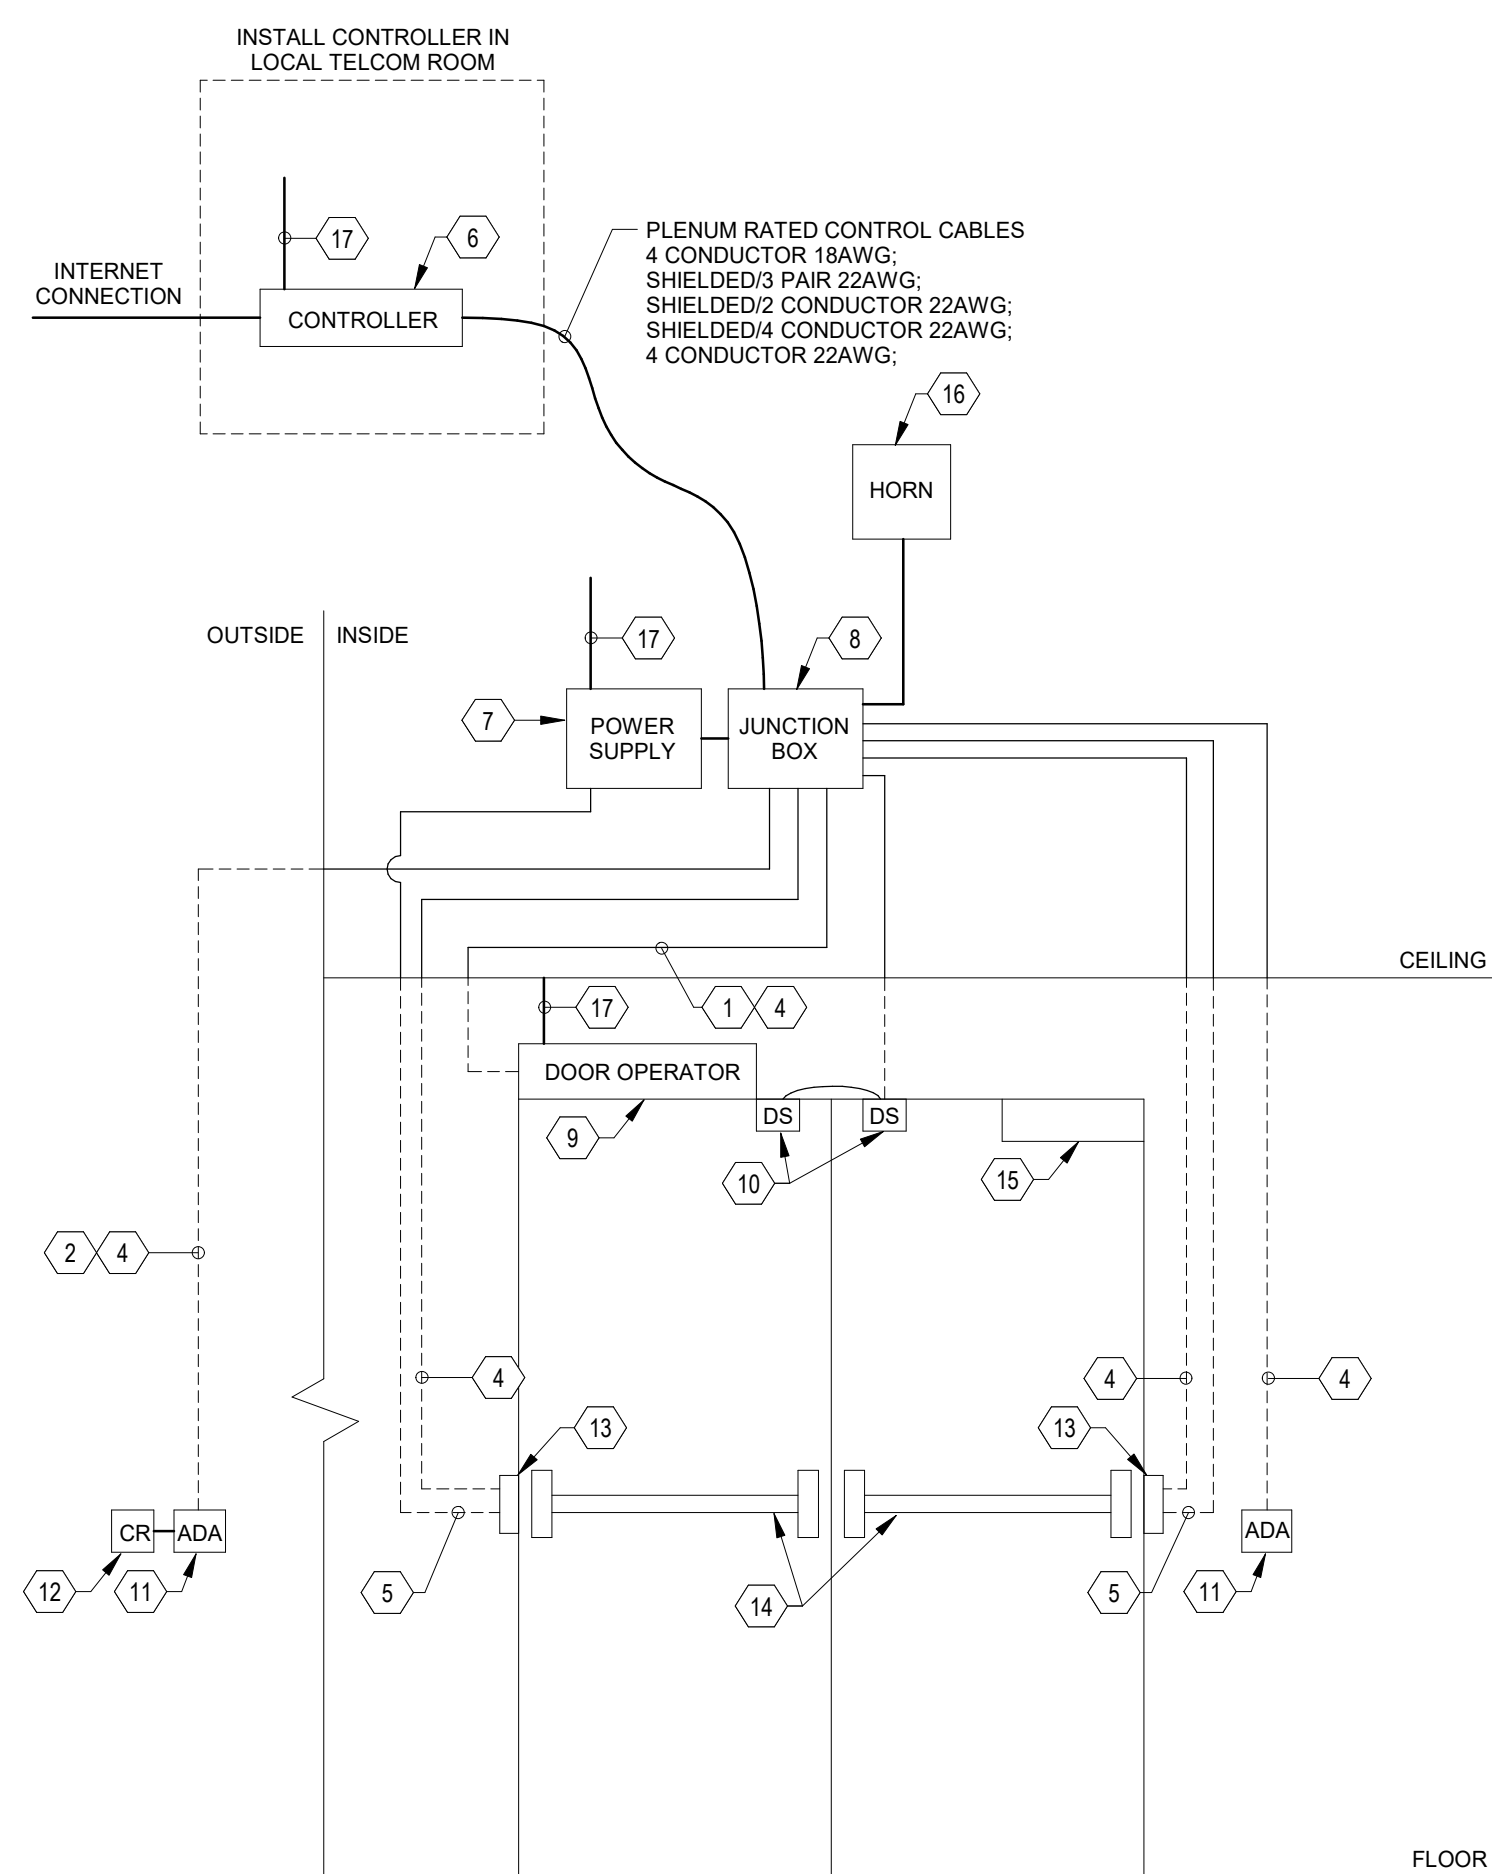 INSTALL CONTROLLER IN
LOCAL TELCOM ROOM
17
6
INTERNET
CONNECTION
CONTROLLER
PLENUM RATED CONTROL CABLES
4 CONDUCTOR 18AWG;
SHIELDED/3 PAIR 22AWG;
SHIELDED/2 CONDUCTOR 22AWG;
SHIELDED/4 CONDUCTOR 22AWG;
4 CONDUCTOR 22AWG;
16
HORN
OUTSIDE
INSIDE
17
8
7
POWER
SUPPLY
JUNCTION
BOX
CEILING
17
1
4
DOOR OPERATOR
DS
DS
9
10
15
2
4
4
4
4
13
13
CR
ADA
ADA
12
11
5
14
5
11
FLOOR